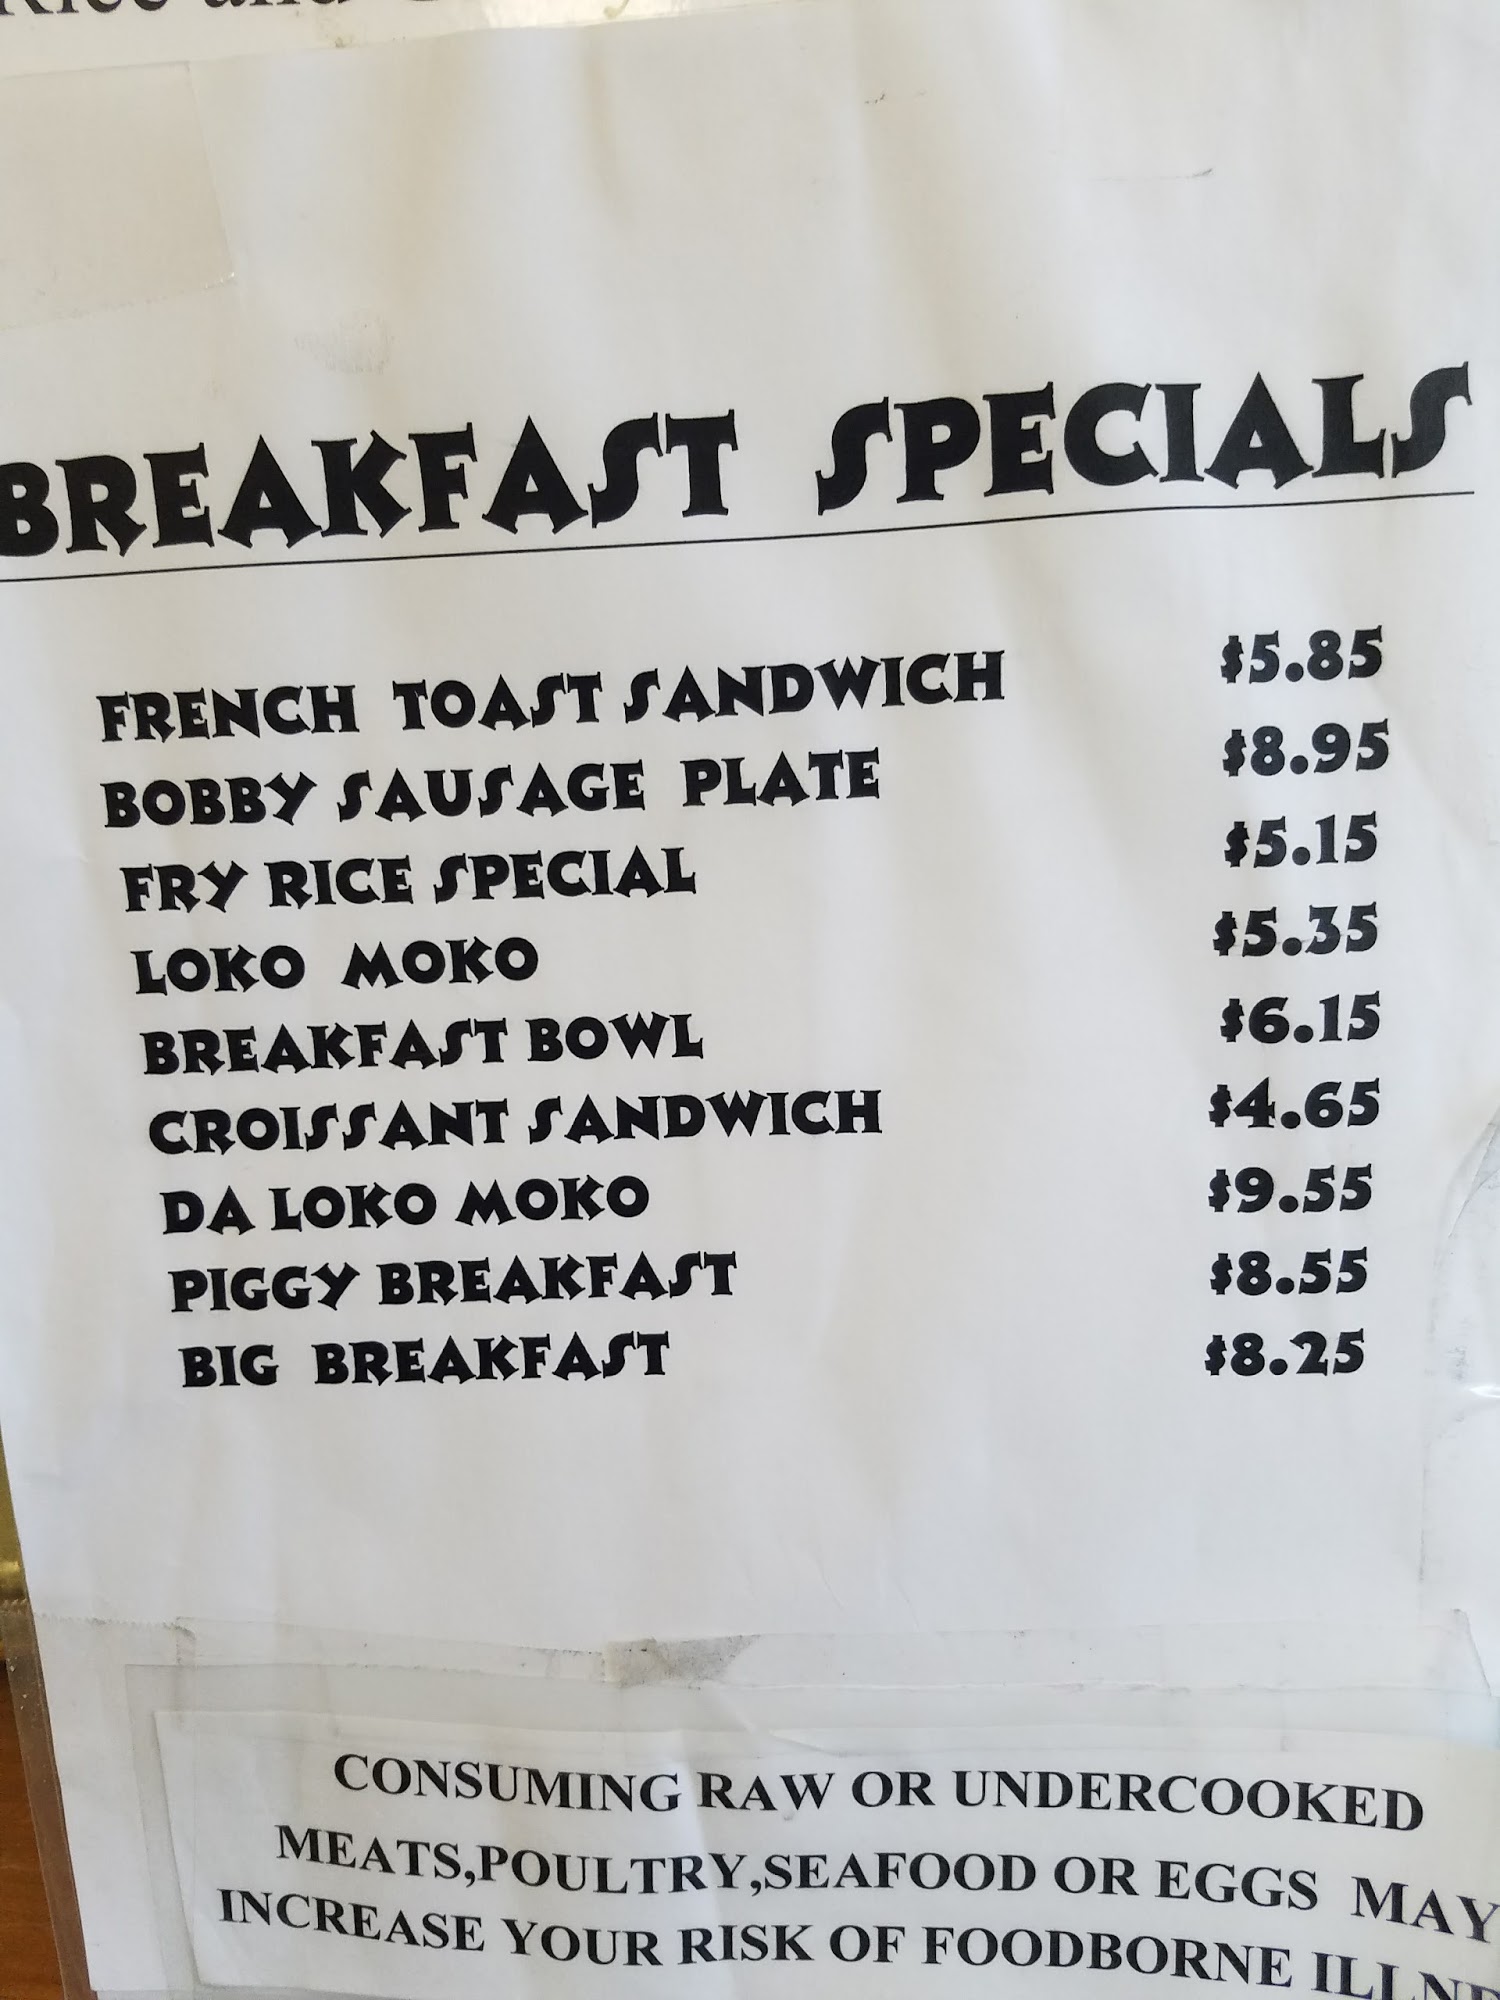 BREAKFAST SPECIALS
FRENCH TOAST SANDWICH $5.85
BOBBY SAUSAGE PLATE $8.95
FRY RICE SPECIAL $5.15
LOKO MOKO $5.35
BREAKFAST BOWL $6.15
CROISSANT SANDWICH $4.65
DA LOKO MOKO $9.55
PIGGY BREAKFAST $8.55
BIG BREAKFAST $8.25
CONSUMING RAW OR UNDERCOOKED
MEATS,POULTRY,SEAFOOD OR EGGS MAY
INCREASE YOUR RISK OF FOODBORNE